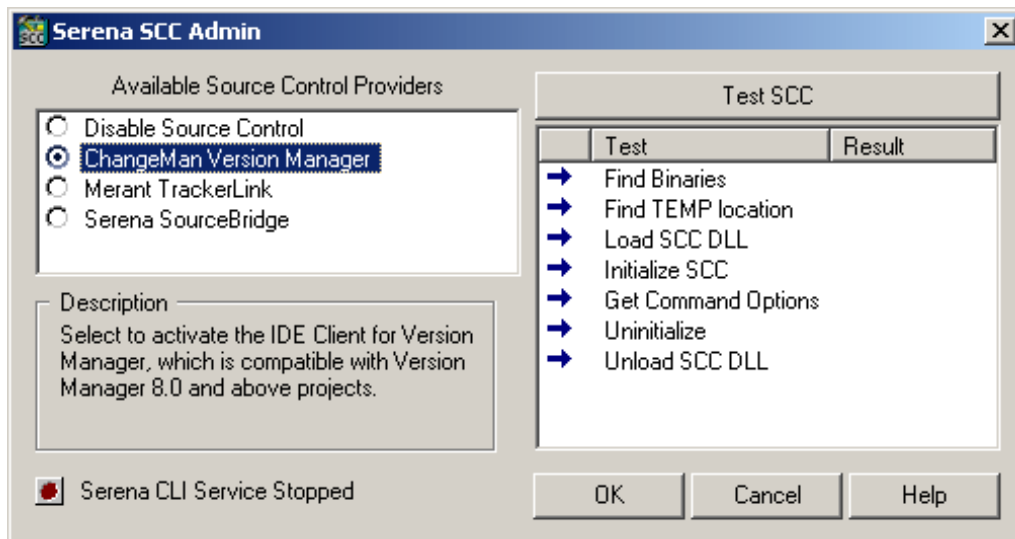 SCC Serena SCC Admin
Available Source Control Providers
Disable Source Control
ChangeMan Version Manager
Merant TrackerLink
Serena SourceBridge
Description
Select to activate the IDE Client for Version
Manager, which is compatible with Version
Manager 8.0 and above projects.
Serena CLI Service Stopped
Test SCC
Test Result
Find Binaries
Find TEMP location
Load SCC DLL
Initialize SCC
Get Command Options
Uninitialize
Unload SCC DLL
OK Cancel Help